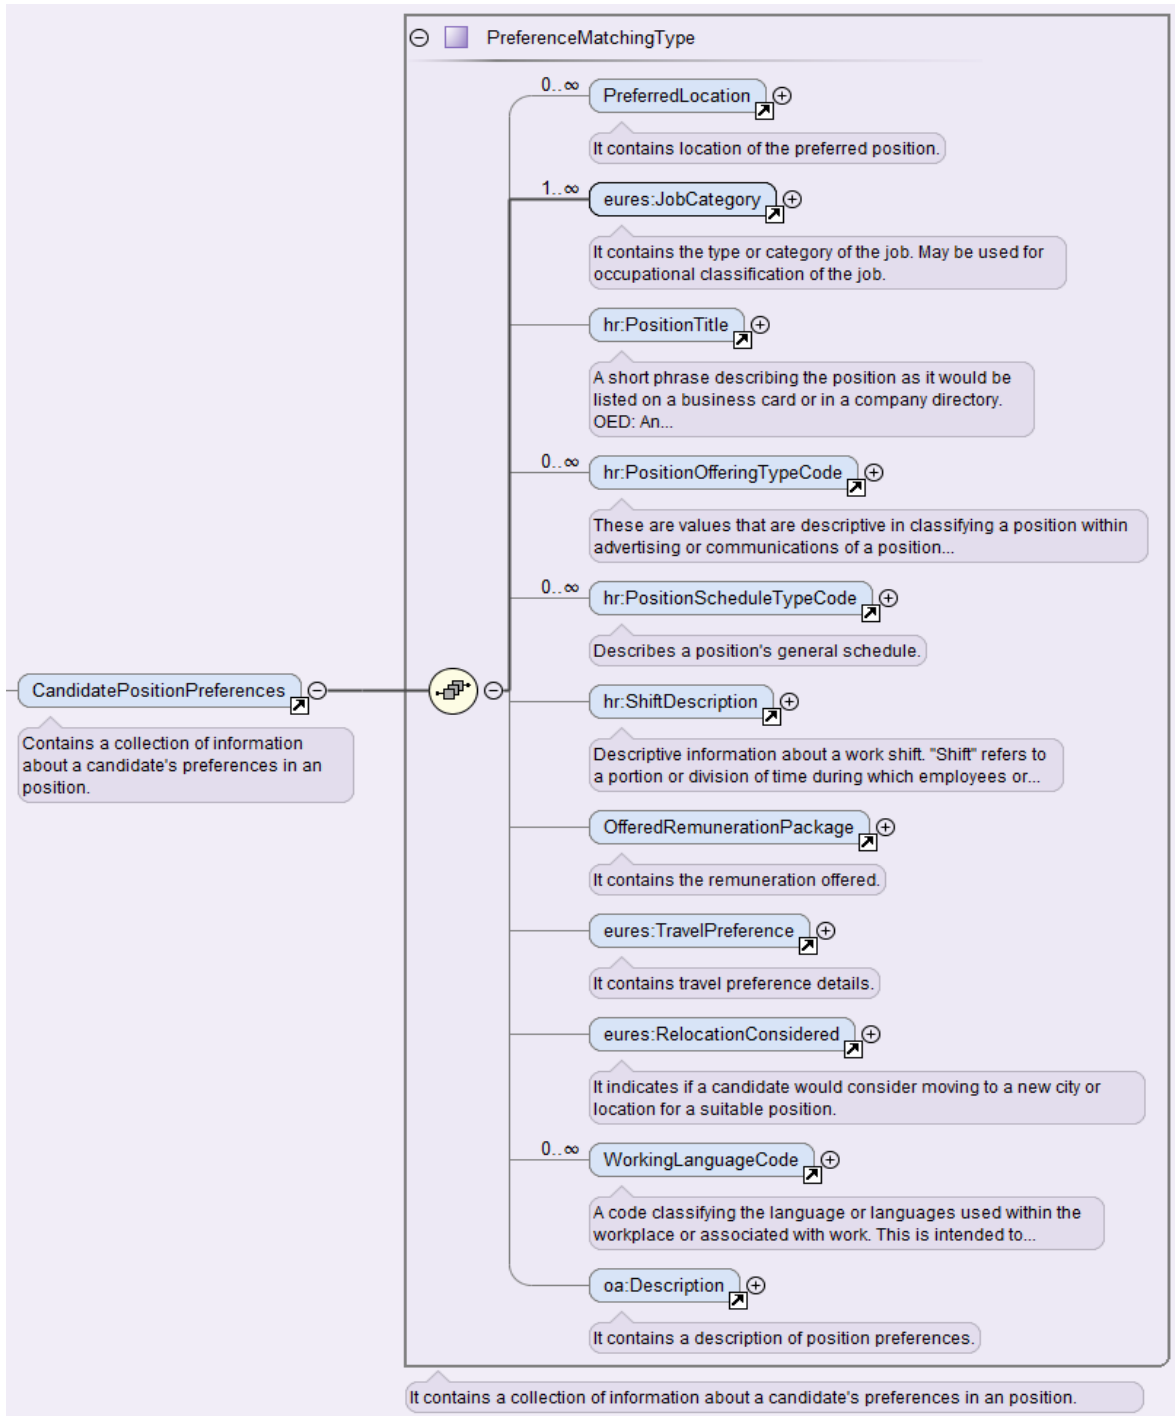 PreferenceMatchingType
0..∞
PreferredLocation
It contains location of the preferred position.
1..∞
eures:JobCategory
It contains the type or category of the job. May be used for
occupational classification of the job.
hr:PositionTitle
A short phrase describing the position as it would be
listed on a business card or in a company directory.
OED: An...
0..∞
hr:PositionOfferingTypeCode
These are values that are descriptive in classifying a position within
advertising or communications of a position...
0..∞
hr:PositionScheduleTypeCode
Describes a position's general schedule.
CandidatePositionPreferences
Contains a collection of information
about a candidate's preferences in an
position.
hr:ShiftDescription
Descriptive information about a work shift. "Shift" refers to
a portion or division of time during which employees or...
OfferedRemunerationPackage
It contains the remuneration offered.
eures:TravelPreference
It contains travel preference details.
eures:RelocationConsidered
It indicates if a candidate would consider moving to a new city or
location for a suitable position.
0..∞
WorkingLanguageCode
A code classifying the language or languages used within the
workplace or associated with work. This is intended to...
oa:Description
It contains a description of position preferences.
It contains a collection of information about a candidate's preferences in an position.